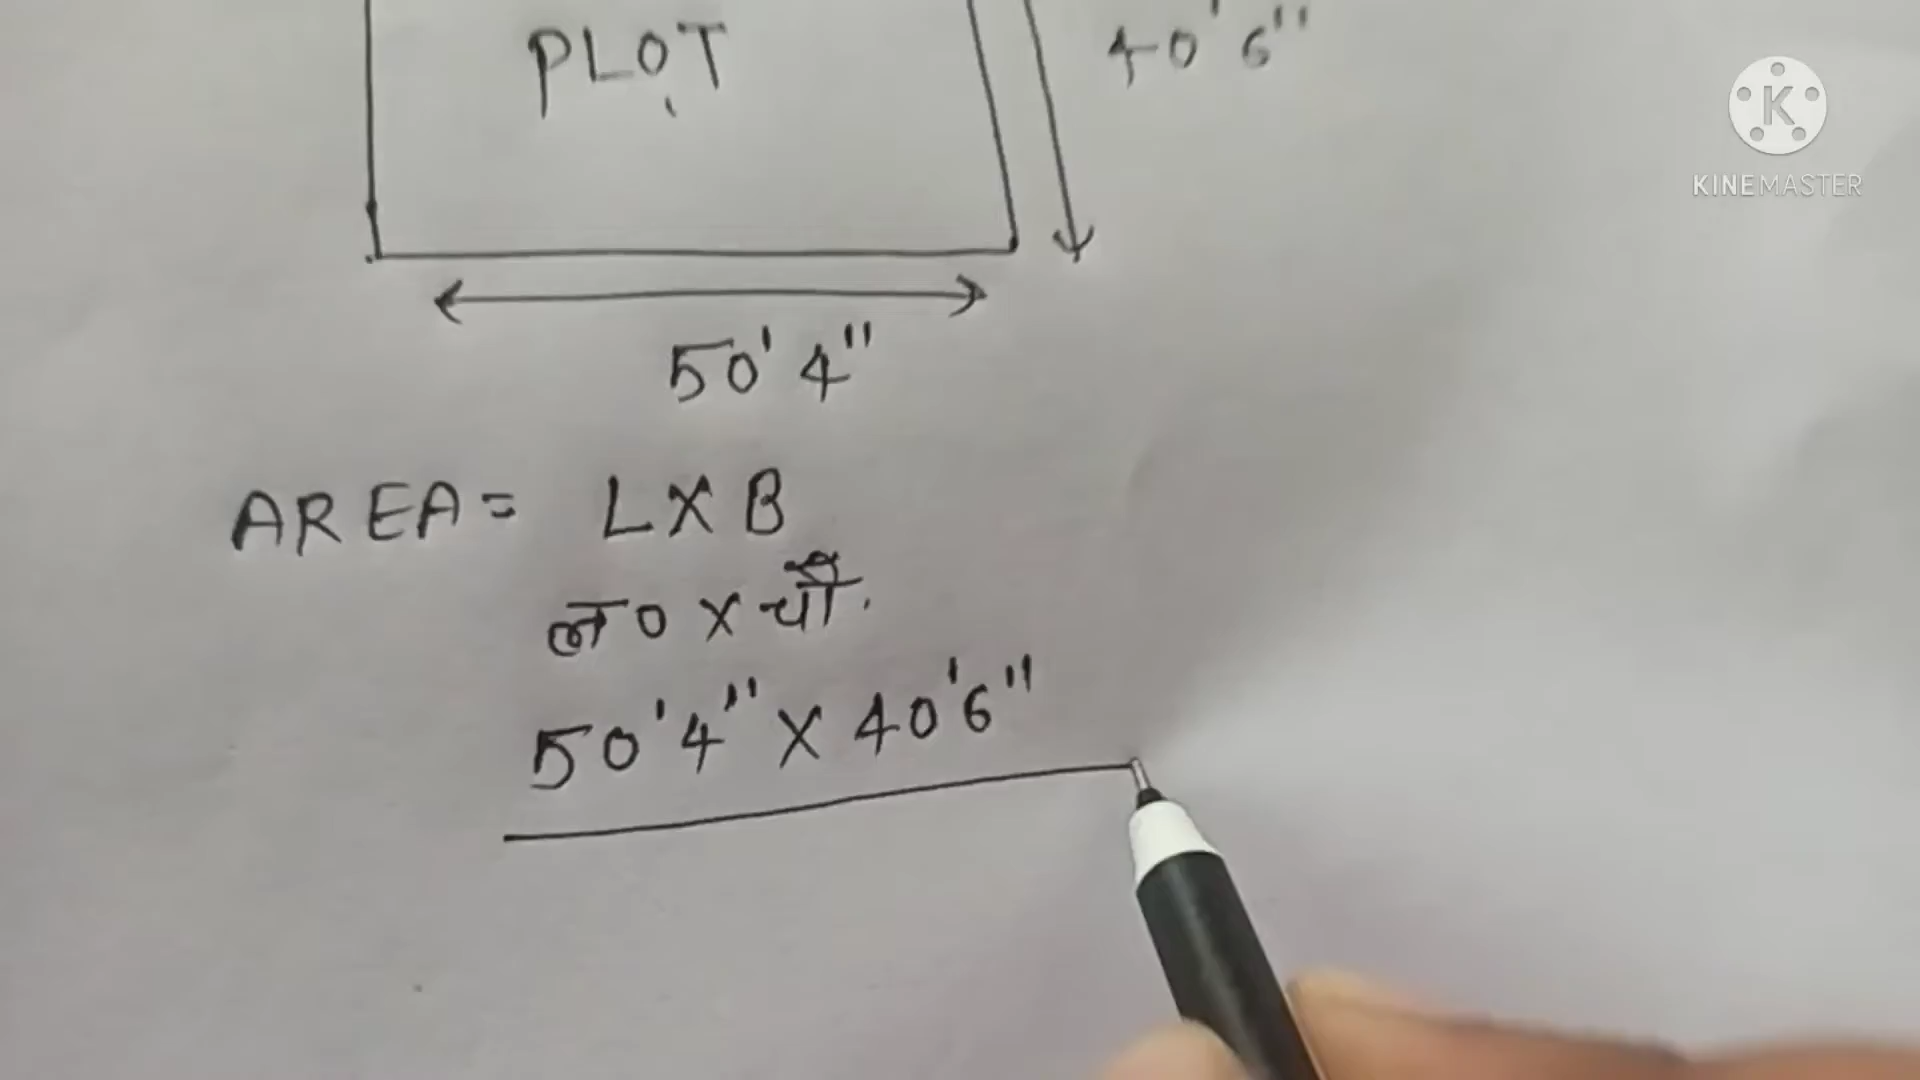 PLOT
40'6"
KINEMASTER
50'4"
AREA = L X B
ल० X चौ.
50'4" X 40'6"